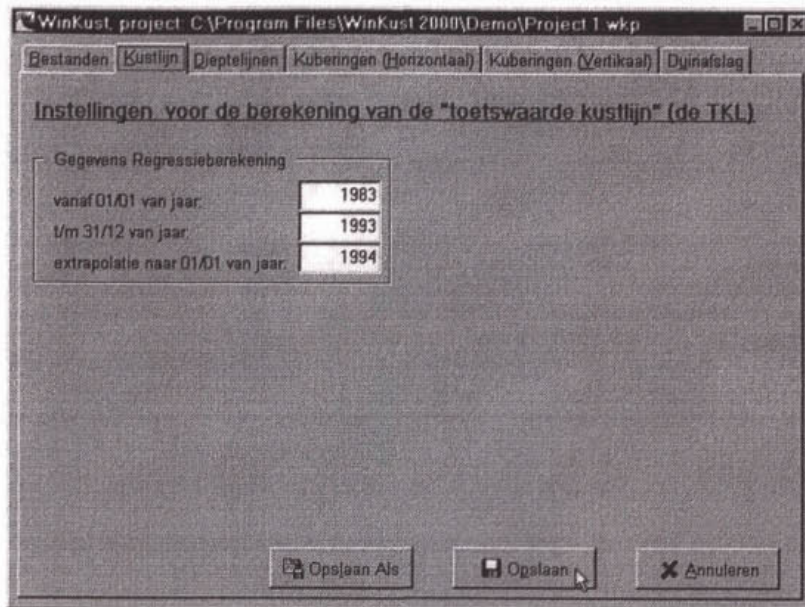 WinKust, project: C:\Program Files\WinKust 2000\Demo\Project 1.wkp
Bestanden Kustlijn Dieptelijnen Kuberingen (Horizontaal) Kuberingen (Vertikaal) Duinafslag
Instellingen voor de berekening van de "toetswaarde kustlijn" (de TKL)
Gegevens Regressieberekening
vanaf 01/01 van jaar: 1983
t/m 31/12 van jaar: 1993
extrapolatie naar 01/01 van jaar: 1994
Opslaan Als Opslaan Annuleren